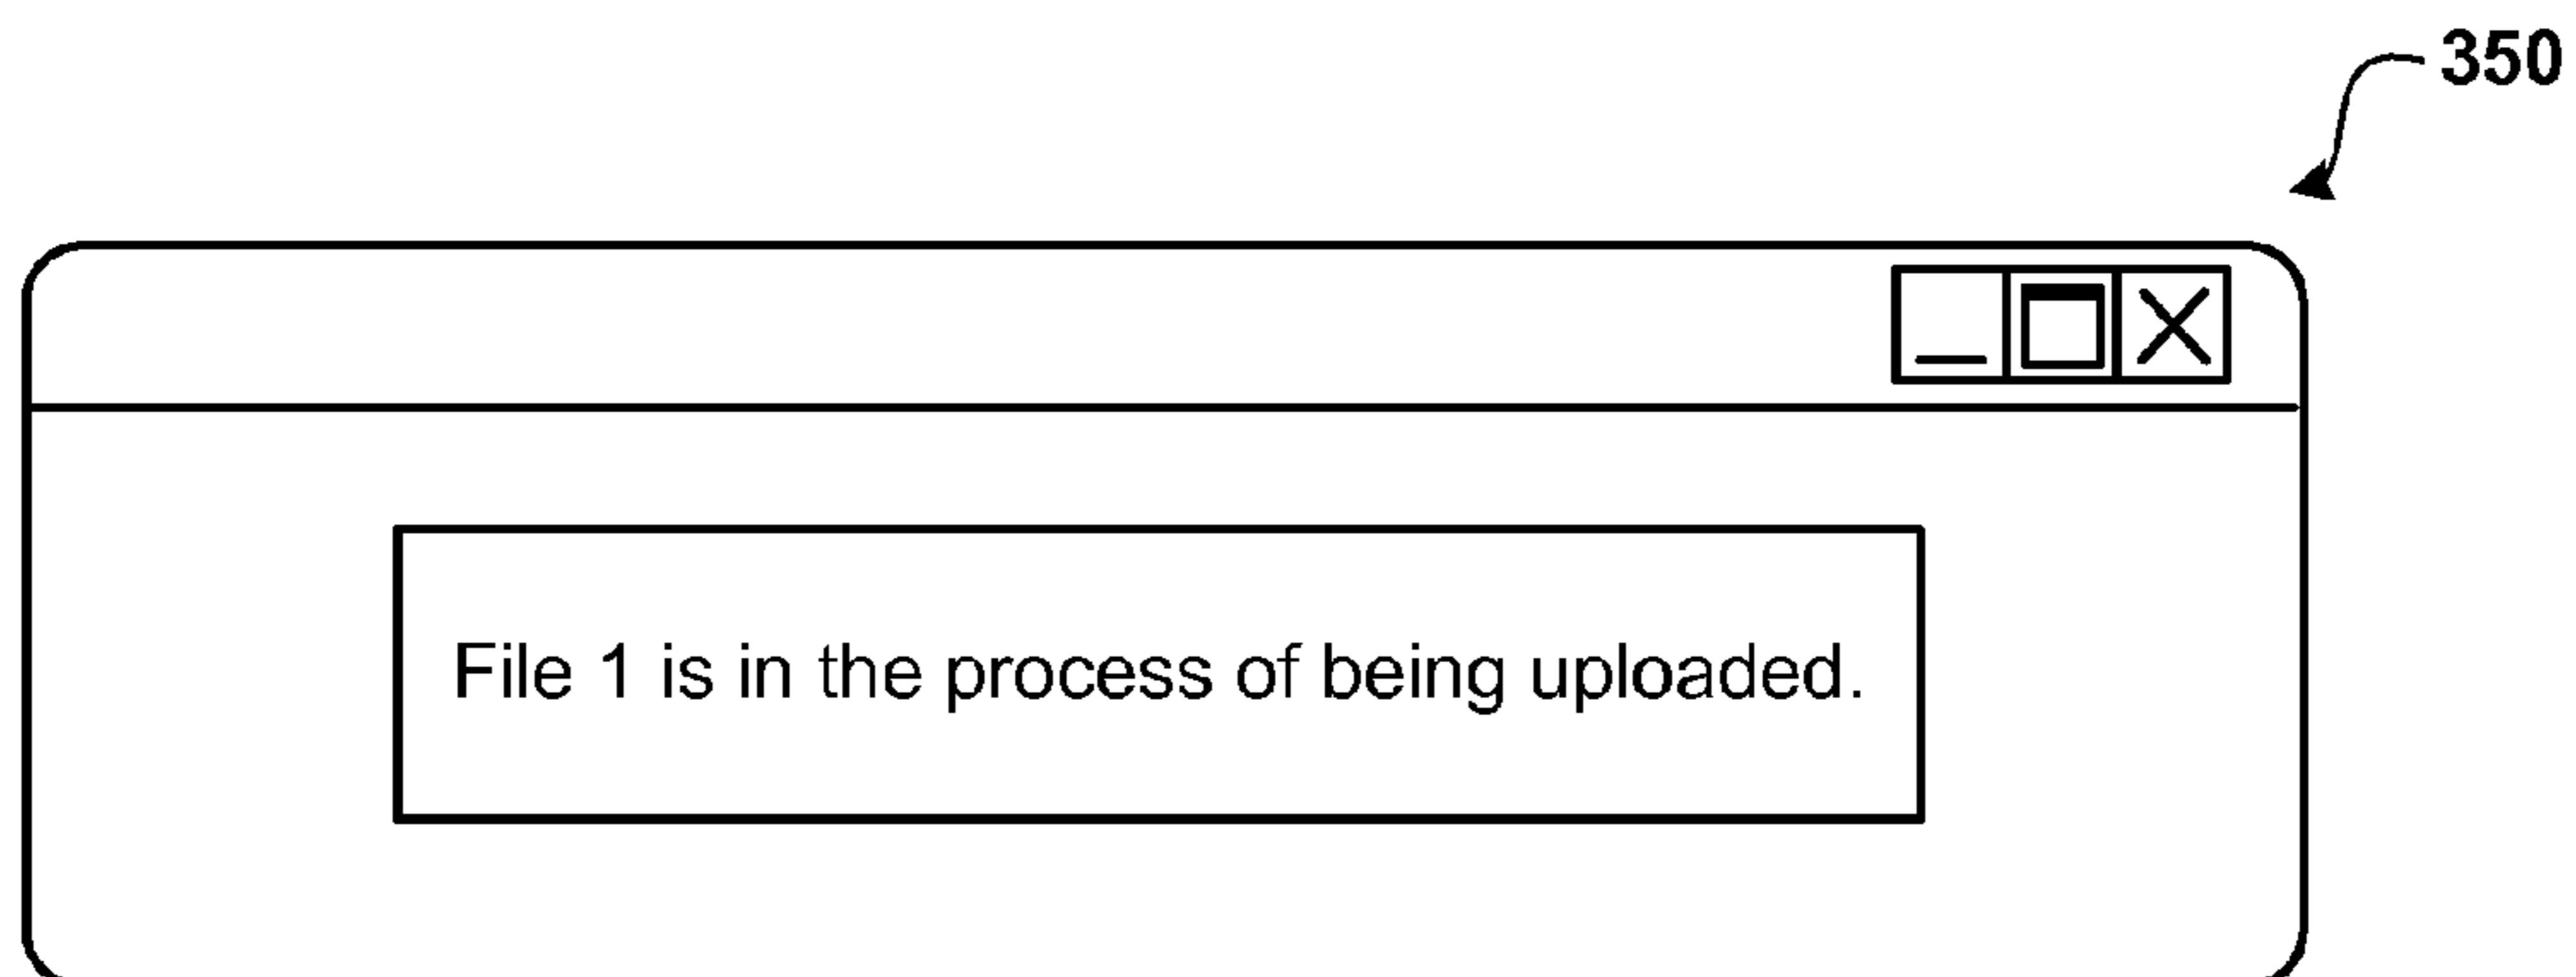 350
File 1 is in the process of being uploaded.